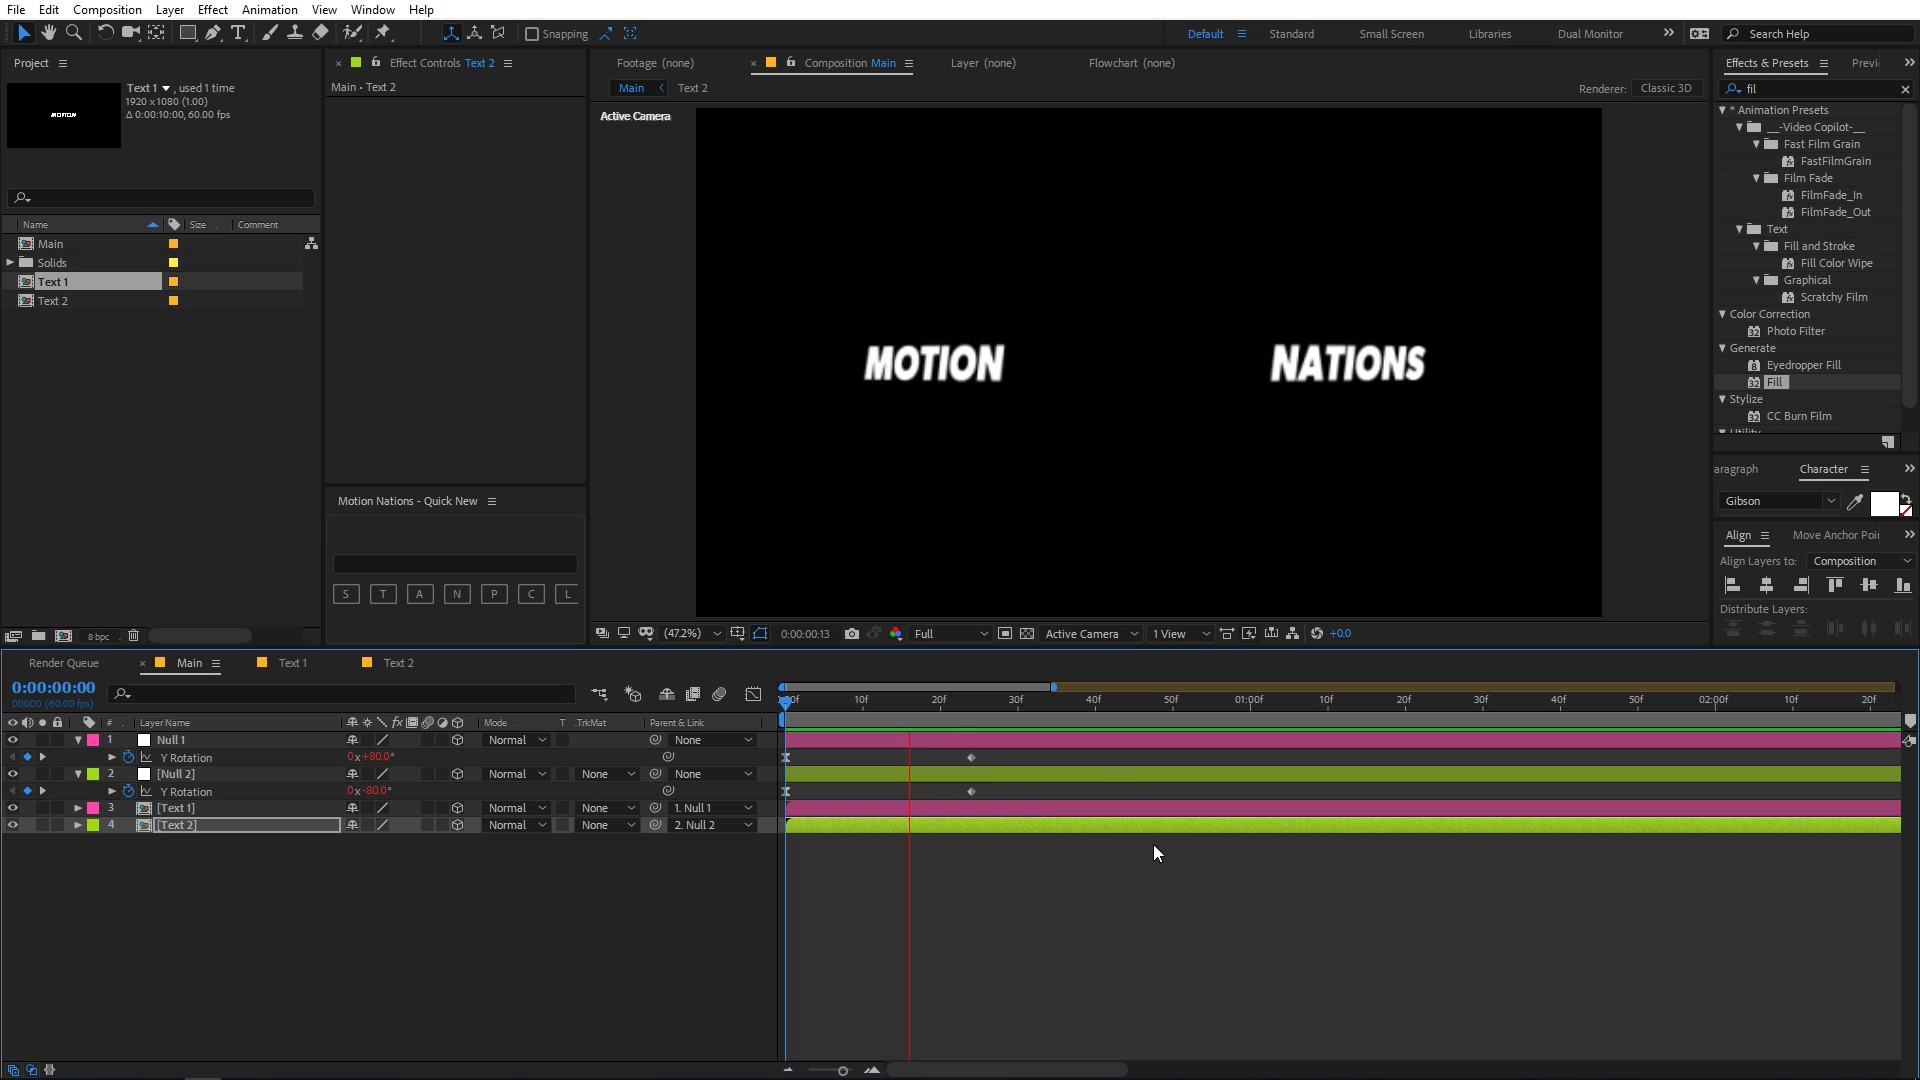 File Edit Composition Layer Effect Animation View Window Help
Snapping
Default Standard Small Screen Libraries Dual Monitor Search Help
Project
Text 1 , used 1 time
1920 x 1080 (1.00)
Δ 0:00:10:00, 60.00 fps
MOTION
Name Size Comment
Main
Solids
Text 1
Text 2
8 bpc
Effect Controls Text 2
Main • Text 2
Motion Nations - Quick New
S T A N P C L
Footage (none) Composition Main Layer (none) Flowchart (none)
Main Text 2
Renderer: Classic 3D
Active Camera
MOTION NATIONS
(47.2%) 0:00:00:13 Full Active Camera 1 View +0.0
Effects & Presets Previ
fil
* Animation Presets
__-Video Copilot-__
Fast Film Grain
FastFilmGrain
Film Fade
FilmFade_In
FilmFade_Out
Text
Fill and Stroke
Fill Color Wipe
Graphical
Scratchy Film
Color Correction
Photo Filter
Generate
Eyedropper Fill
Fill
Stylize
CC Burn Film
Utility
aragraph Character
Gibson
Align Move Anchor Poi
Align Layers to: Composition
Distribute Layers:
Render Queue Main Text 1 Text 2
0:00:00:00
00000 (60.00 fps)
:00f 10f 20f 30f 40f 50f 01:00f 10f 20f 30f 40f 50f 02:00f 10f 20f
# Layer Name fx Mode T .TrkMat Parent & Link
1 Null 1 Normal None
Y Rotation 0x+80.0°
2 [Null 2] Normal None None
Y Rotation 0x-80.0°
3 [Text 1] Normal None 1. Null 1
4 [Text 2] Normal None 2. Null 2